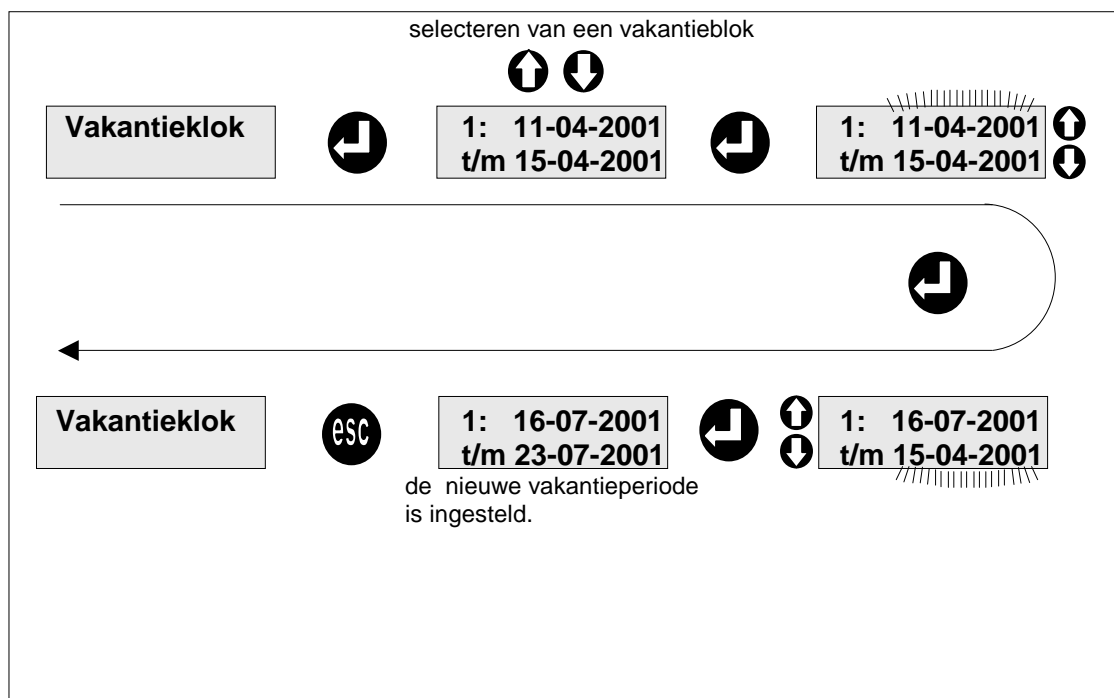 selecteren van een vakantieblok
Vakantieklok
1: 11-04-2001
t/m 15-04-2001
1: 11-04-2001
t/m 15-04-2001
Vakantieklok
esc
1: 16-07-2001
t/m 23-07-2001
1: 16-07-2001
t/m 15-04-2001
de nieuwe vakantieperiode
is ingesteld.